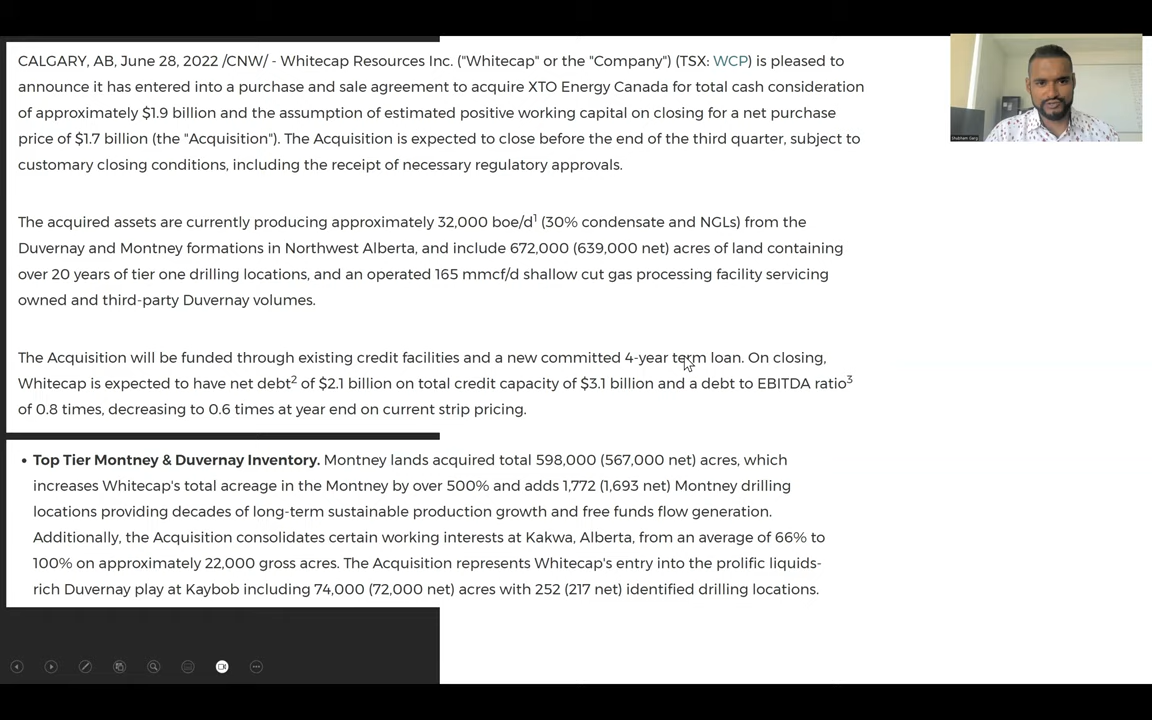 CALGARY, AB, June 28, 2022 /CNW/ - Whitecap Resources Inc. ("Whitecap" or the "Company") (TSX: WCP) is pleased to
announce it has entered into a purchase and sale agreement to acquire XTO Energy Canada for total cash consideration
of approximately $1.9 billion and the assumption of estimated positive working capital on closing for a net purchase
price of $1.7 billion (the "Acquisition"). The Acquisition is expected to close before the end of the third quarter, subject to
customary closing conditions, including the receipt of necessary regulatory approvals.
The acquired assets are currently producing approximately 32,000 boe/d¹ (30% condensate and NGLs) from the
Duvernay and Montney formations in Northwest Alberta, and include 672,000 (639,000 net) acres of land containing
over 20 years of tier one drilling locations, and an operated 165 mmcf/d shallow cut gas processing facility servicing
owned and third-party Duvernay volumes.
The Acquisition will be funded through existing credit facilities and a new committed 4-year term loan. On closing,
Whitecap is expected to have net debt² of $2.1 billion on total credit capacity of $3.1 billion and a debt to EBITDA ratio³
of 0.8 times, decreasing to 0.6 times at year end on current strip pricing.
• Top Tier Montney & Duvernay Inventory. Montney lands acquired total 598,000 (567,000 net) acres, which
increases Whitecap's total acreage in the Montney by over 500% and adds 1,772 (1,693 net) Montney drilling
locations providing decades of long-term sustainable production growth and free funds flow generation.
Additionally, the Acquisition consolidates certain working interests at Kakwa, Alberta, from an average of 66% to
100% on approximately 22,000 gross acres. The Acquisition represents Whitecap's entry into the prolific liquids-
rich Duvernay play at Kaybob including 74,000 (72,000 net) acres with 252 (217 net) identified drilling locations.